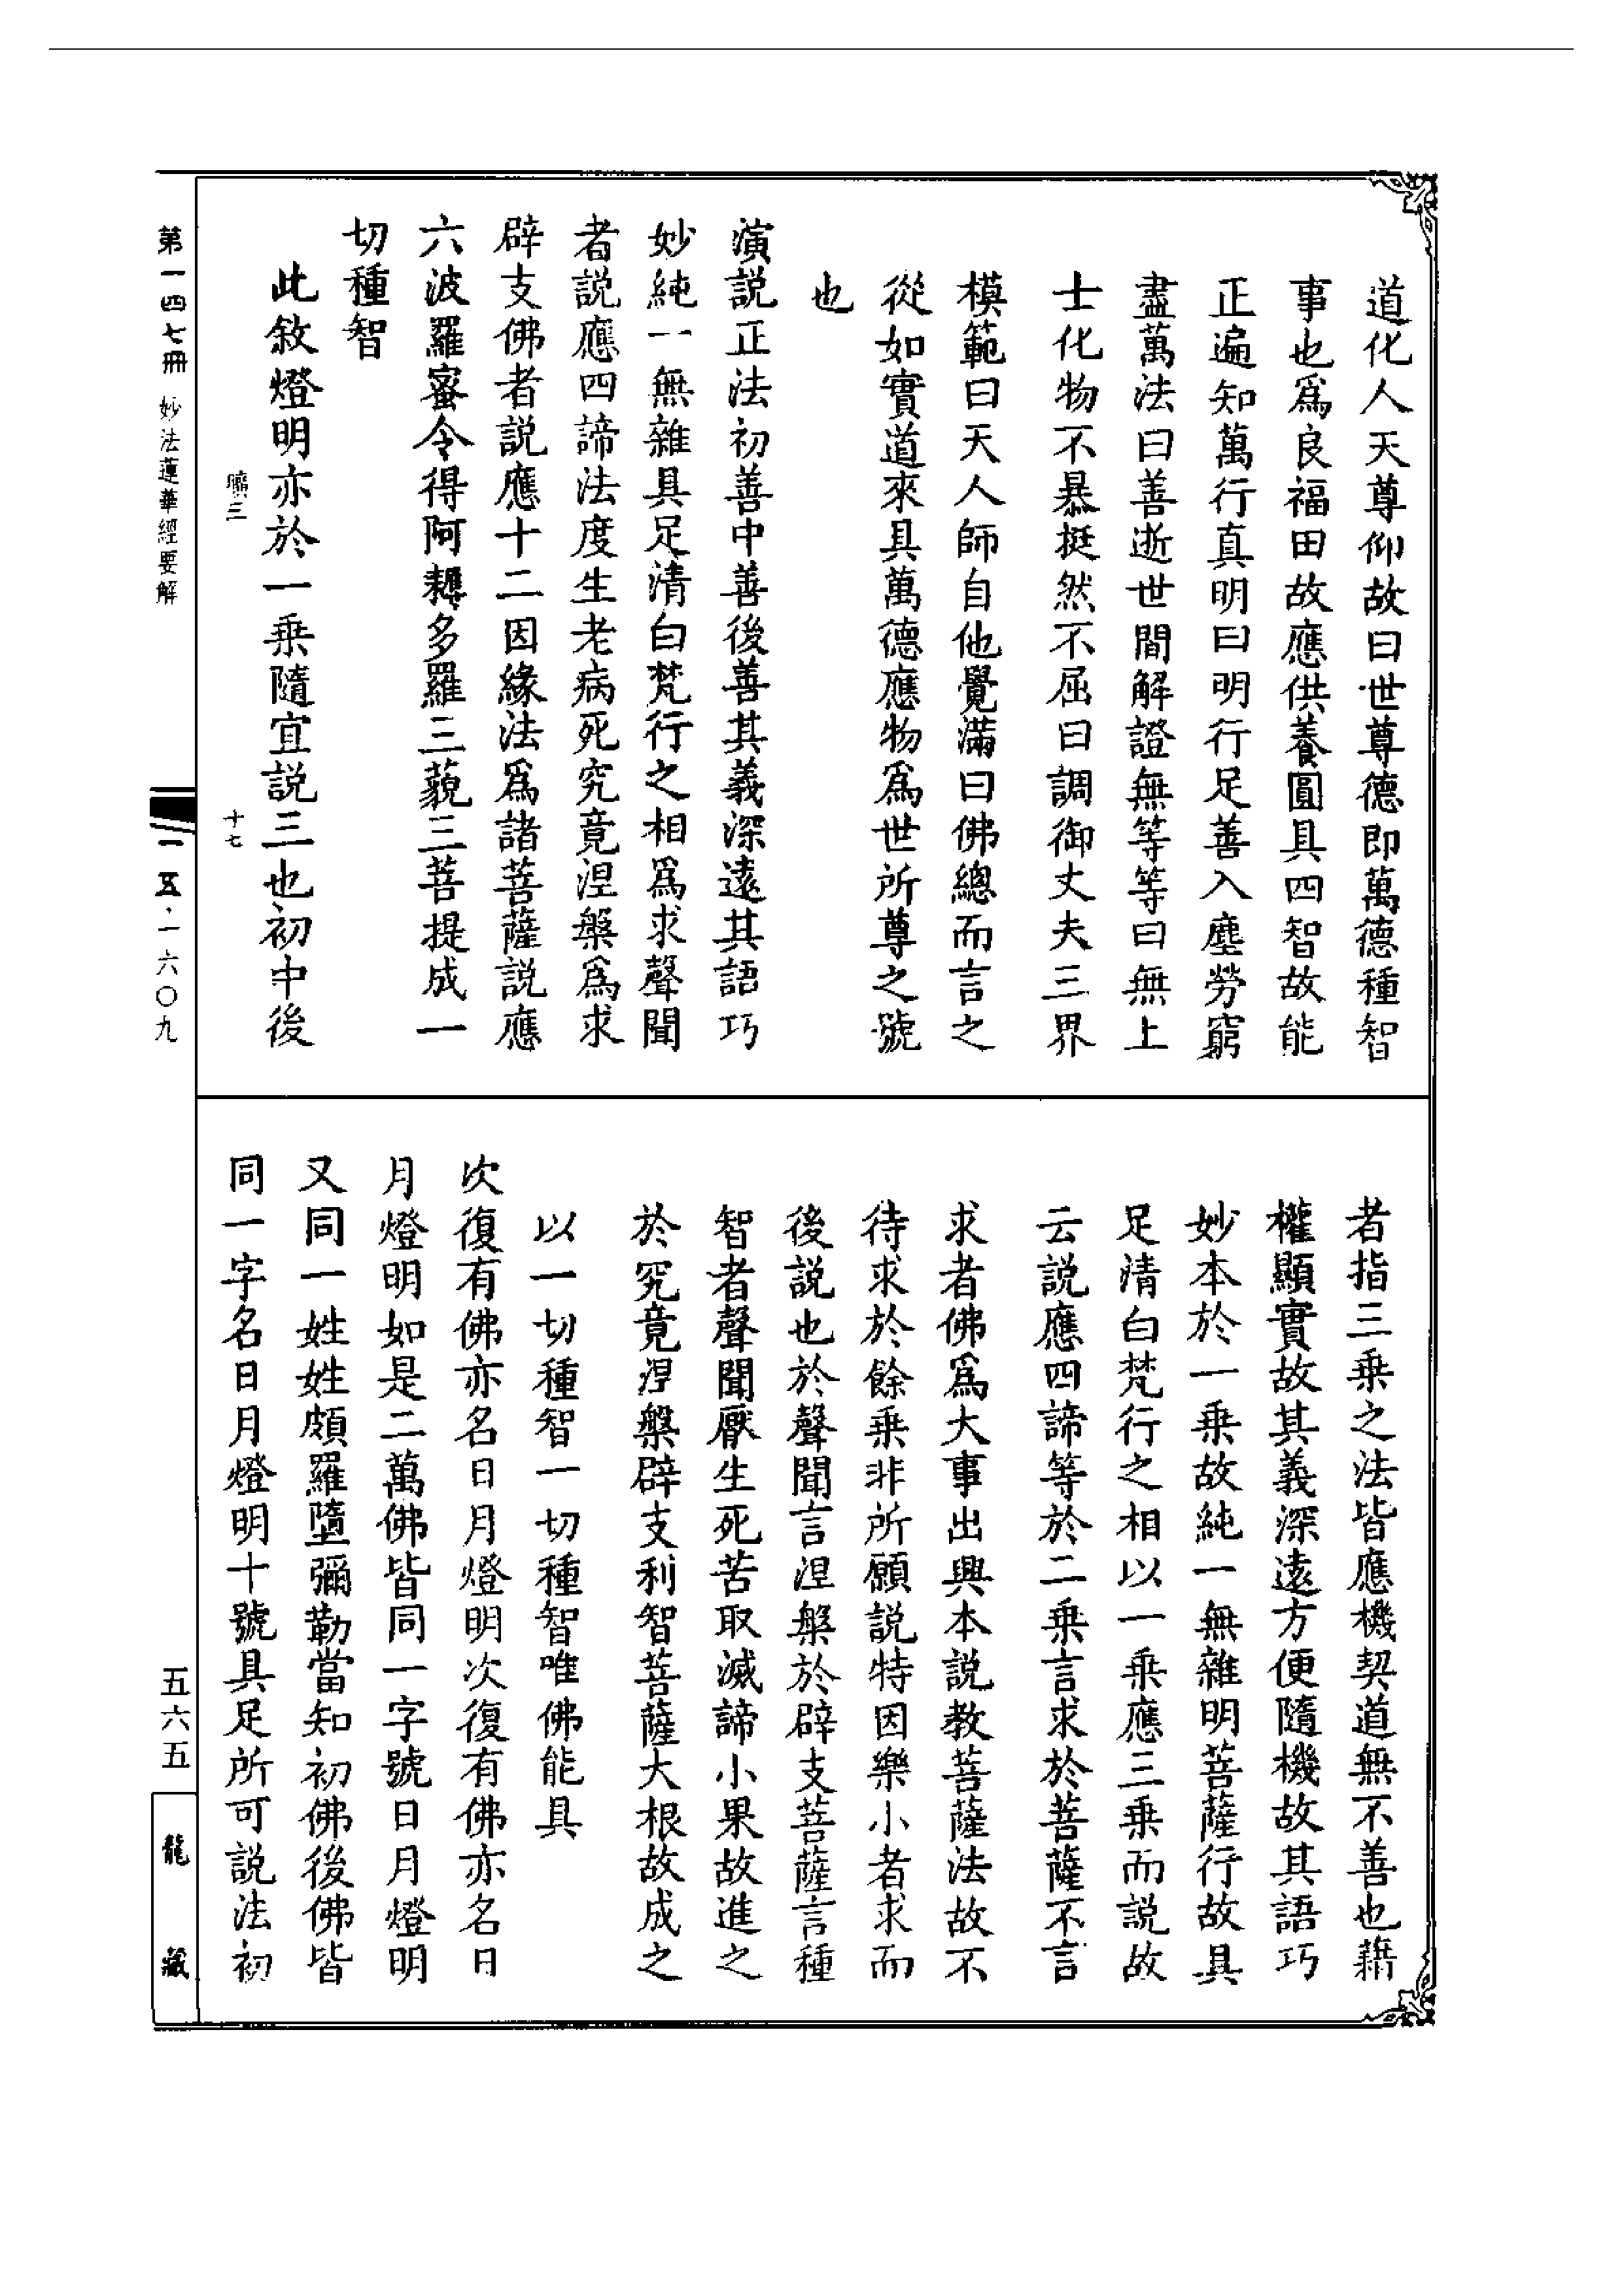 道化人天尊仰故曰世尊德即萬德種智
事也爲良福田故應供養圓具四智故能
正遍知萬行真明曰明行足善入塵勞窮
盡萬法曰善逝世間解證無等等曰無上
士化物不暴挺然不屈曰調御丈夫三界
模範曰天人師自他覺滿曰佛總而言之
從如實道來具萬德應物爲世所尊之號
也
演説正法初善中善後善其義深遠其語巧
妙純一無雜具足清白梵行之相爲求聲聞
者説應四諦法度生老病死究竟涅槃爲求
辟支佛者説應十二因緣法爲諸菩薩説應
六波羅蜜令得阿耨多羅三藐三菩提成一
切種智
此敘燈明亦於一乗隨宜説三也初中後
者指三乗之法皆應機契道無不善也藉
權顯實故其義深遠方便隨機故其語巧
妙本於一乗故純一無雜明菩薩行故具
足清白梵行之相以一乗應三乗而説故
云説應四諦等於二乗言求於菩薩不言
求者佛爲大事出興本説教菩薩法故不
待求於餘乗非所願説特因樂小者求而
後説也於聲聞言涅槃於辟支菩薩言種
智者聲聞厭生死苦取滅諦小果故進之
於究竟涅槃辟支利智菩薩大根故成之
以一切種智一切種智唯佛能具
次復有佛亦名日月燈明次復有佛亦名日
月燈明如是二萬佛皆同一字號日月燈明
又同一姓姓頗羅墮彌勒當知初佛後佛皆
同一字名日月燈明十號具足所可説法初
三
十七
第一四七冊 妙法蓮華經要解
一五·一六〇九
五六五
龍藏